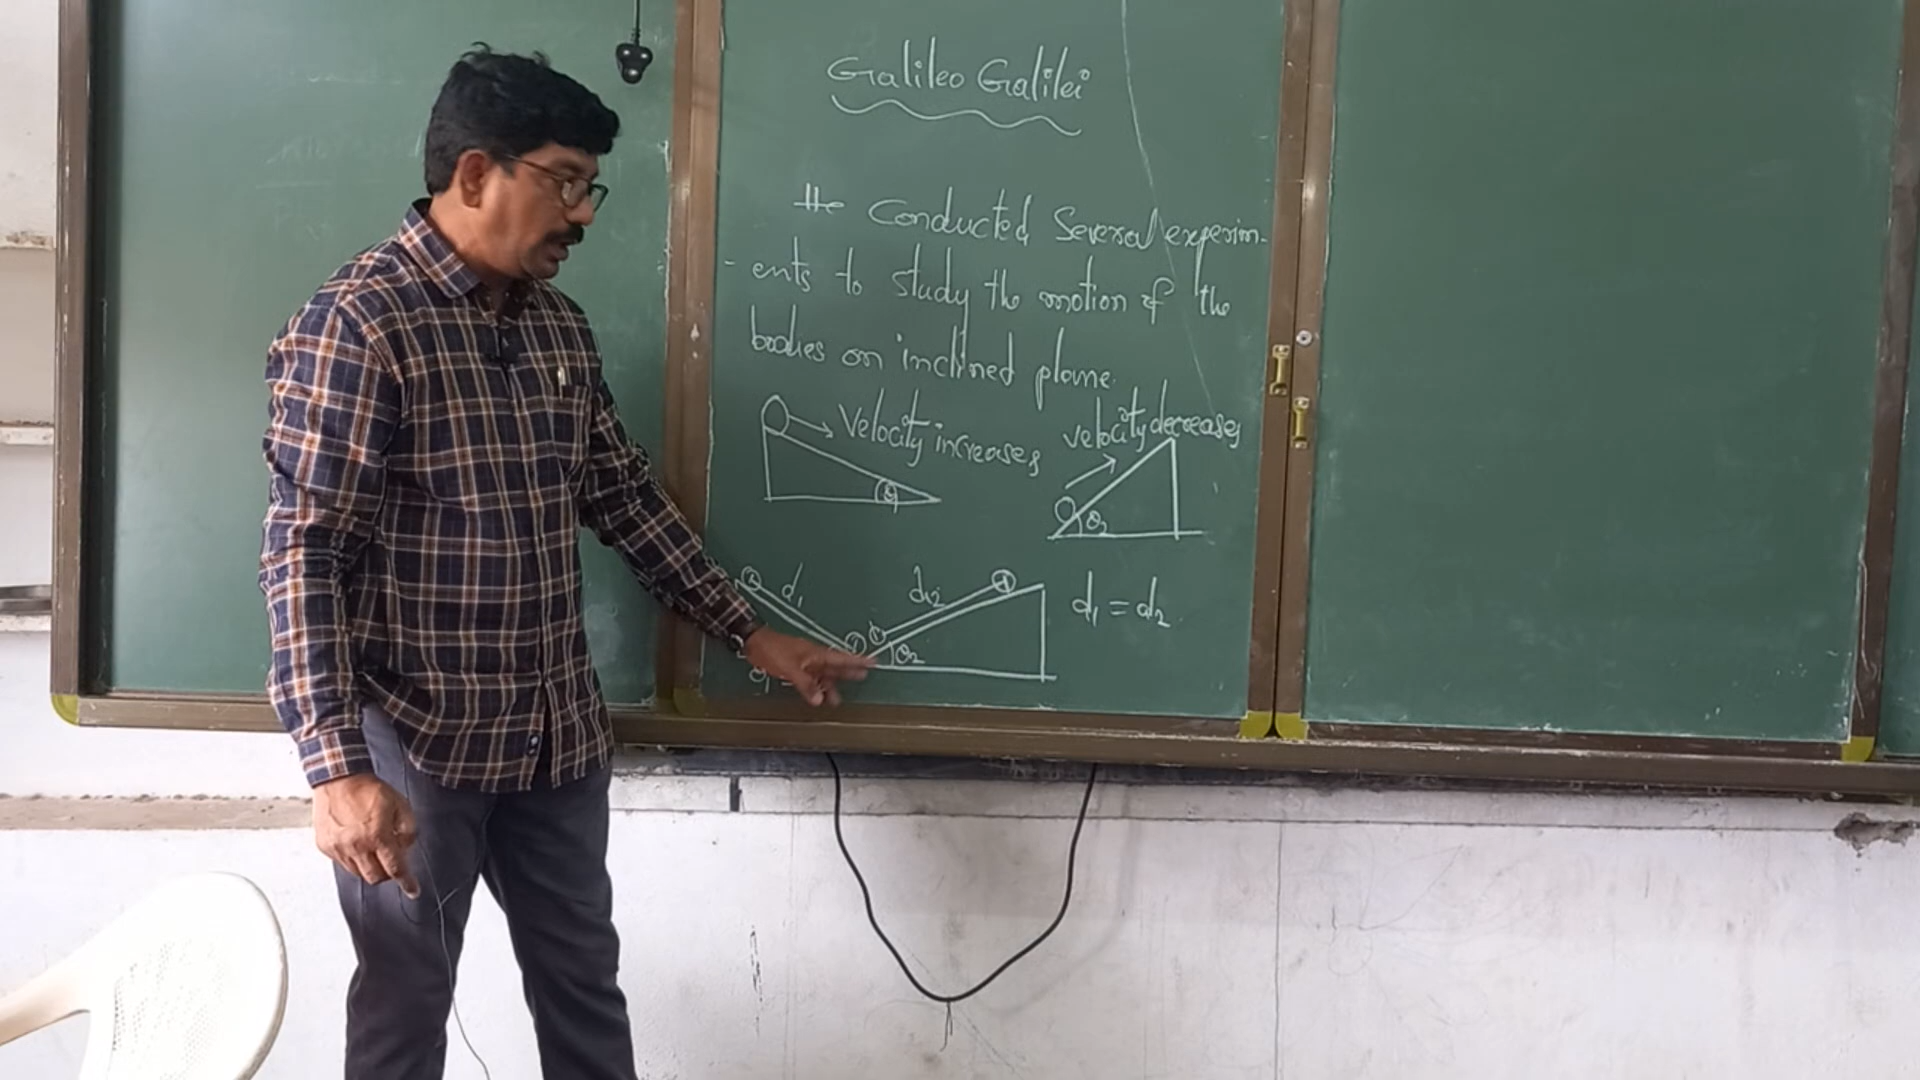 Galileo Galilei
He Conducted Several experim-
- ents to study the motion of the
bodies on inclined plane.
Velocity increases
velocity decreases
θ1
θ2
d1
d2
d1 = d2
θ1 =
θ2